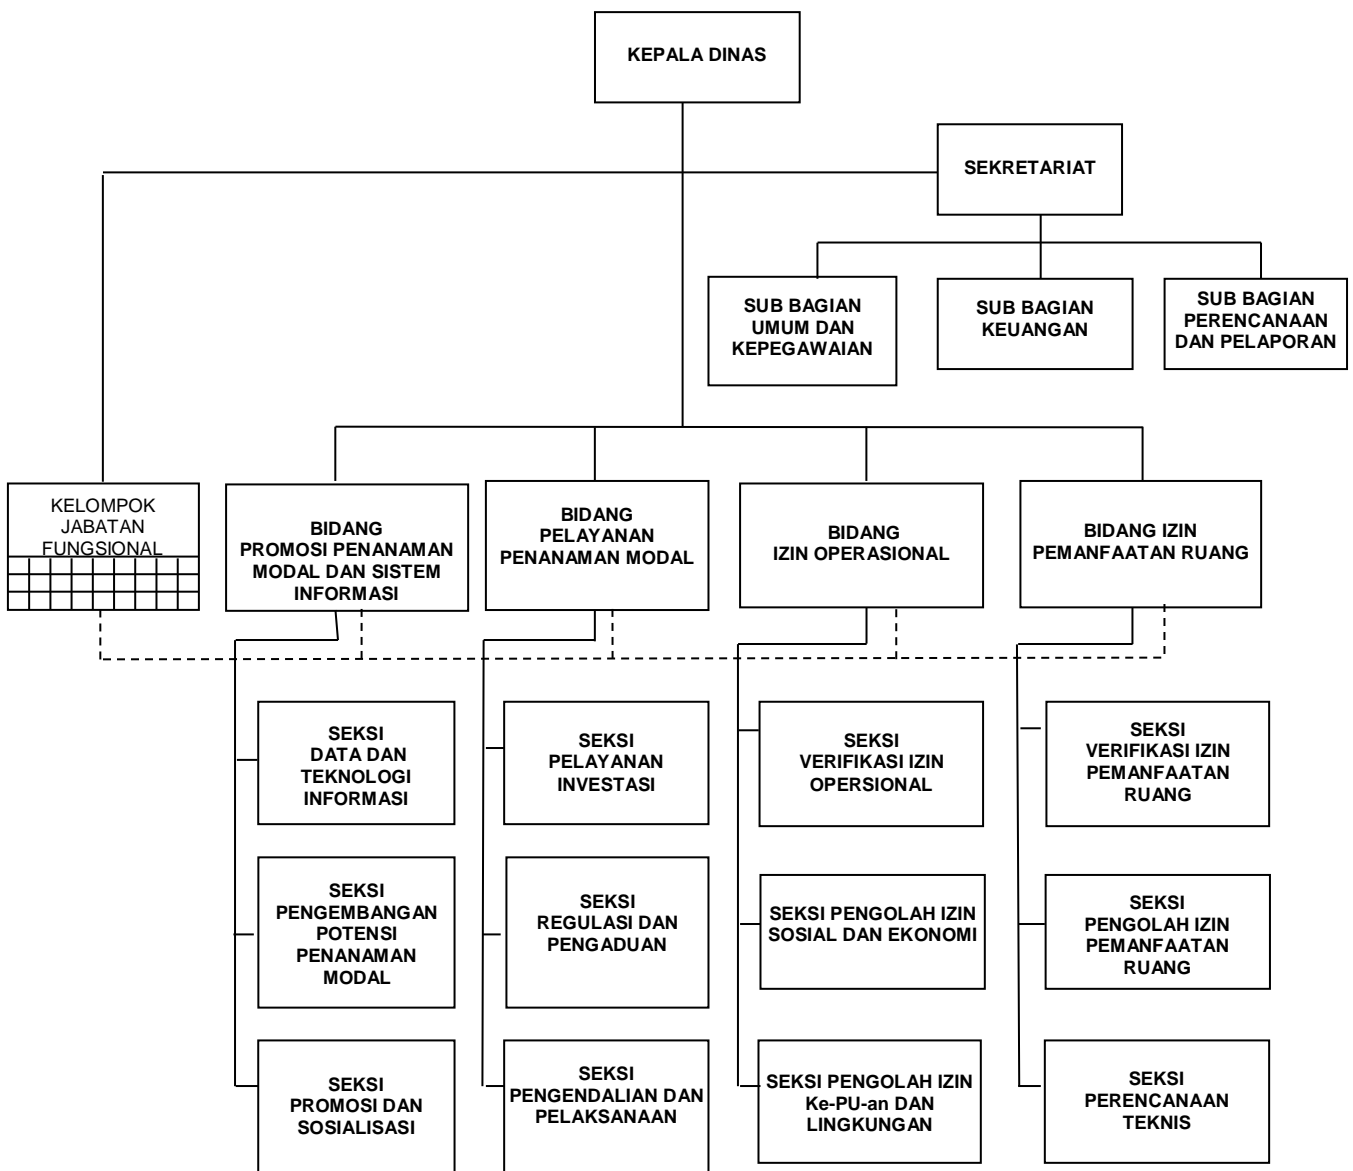 KEPALA DINAS
SEKRETARIAT
SUB BAGIAN
UMUM DAN
KEPEGAWAIAN
SUB BAGIAN
KEUANGAN
SUB BAGIAN
PERENCANAAN
DAN PELAPORAN
KELOMPOK
JABATAN
FUNGSIONAL
BIDANG
PROMOSI PENANAMAN
MODAL DAN SISTEM
INFORMASI
BIDANG
PELAYANAN
PENANAMAN MODAL
BIDANG
IZIN OPERASIONAL
BIDANG IZIN
PEMANFAATAN RUANG
SEKSI
DATA DAN
TEKNOLOGI
INFORMASI
SEKSI
PELAYANAN
INVESTASI
SEKSI
VERIFIKASI IZIN
OPERSIONAL
SEKSI
VERIFIKASI IZIN
PEMANFAATAN
RUANG
SEKSI
PENGEMBANGAN
POTENSI
PENANAMAN
MODAL
SEKSI
REGULASI DAN
PENGADUAN
SEKSI PENGOLAH IZIN
SOSIAL DAN EKONOMI
SEKSI
PENGOLAH IZIN
PEMANFAATAN
RUANG
SEKSI
PROMOSI DAN
SOSIALISASI
SEKSI
PENGENDALIAN DAN
PELAKSANAAN
SEKSI PENGOLAH IZIN
Ke-PU-an DAN
LINGKUNGAN
SEKSI
PERENCANAAN
TEKNIS